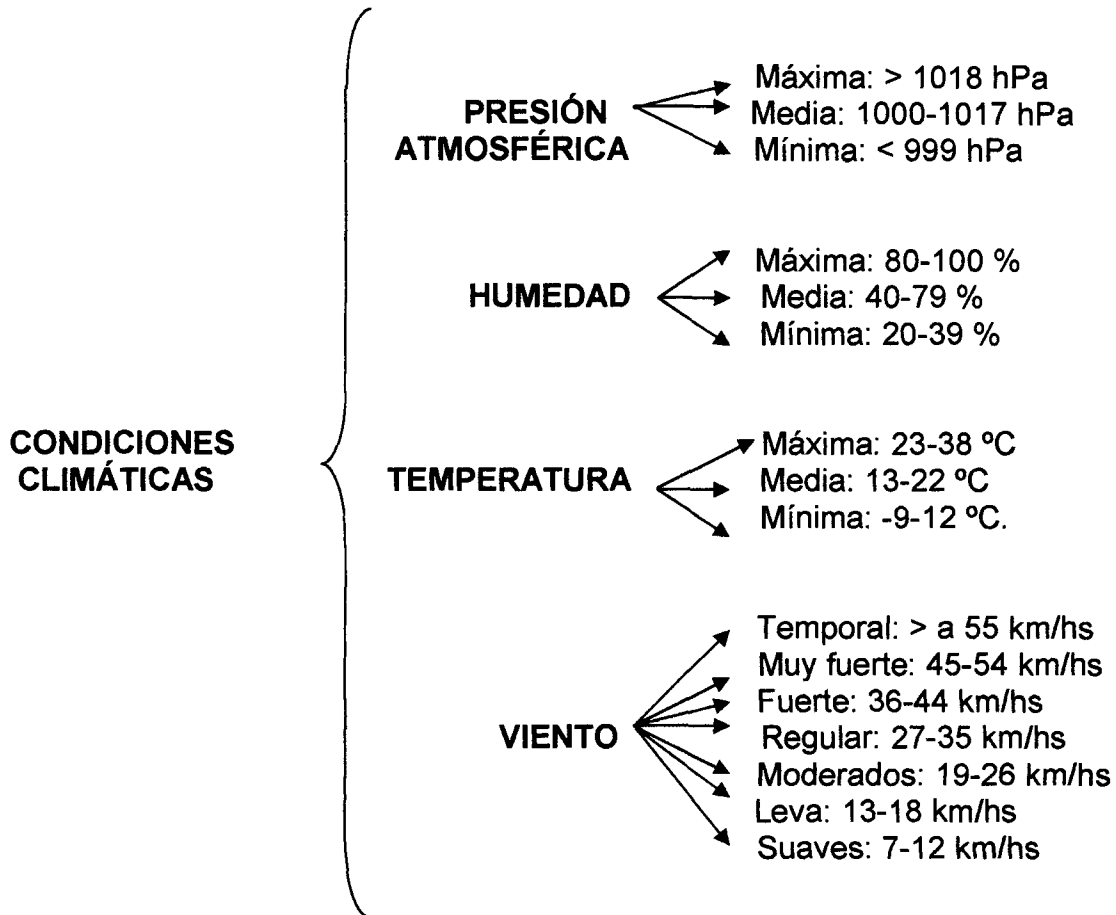 CONDICIONES
CLIMÁTICAS
PRESIÓN
ATMOSFÉRICA
Máxima: > 1018 hPa
Media: 1000-1017 hPa
Mínima: < 999 hPa
HUMEDAD
Máxima: 80-100 %
Media: 40-79 %
Mínima: 20-39 %
TEMPERATURA
Máxima: 23-38 ºC
Media: 13-22 ºC
Mínima: -9-12 ºC.
VIENTO
Temporal: > a 55 km/hs
Muy fuerte: 45-54 km/hs
Fuerte: 36-44 km/hs
Regular: 27-35 km/hs
Moderados: 19-26 km/hs
Leva: 13-18 km/hs
Suaves: 7-12 km/hs